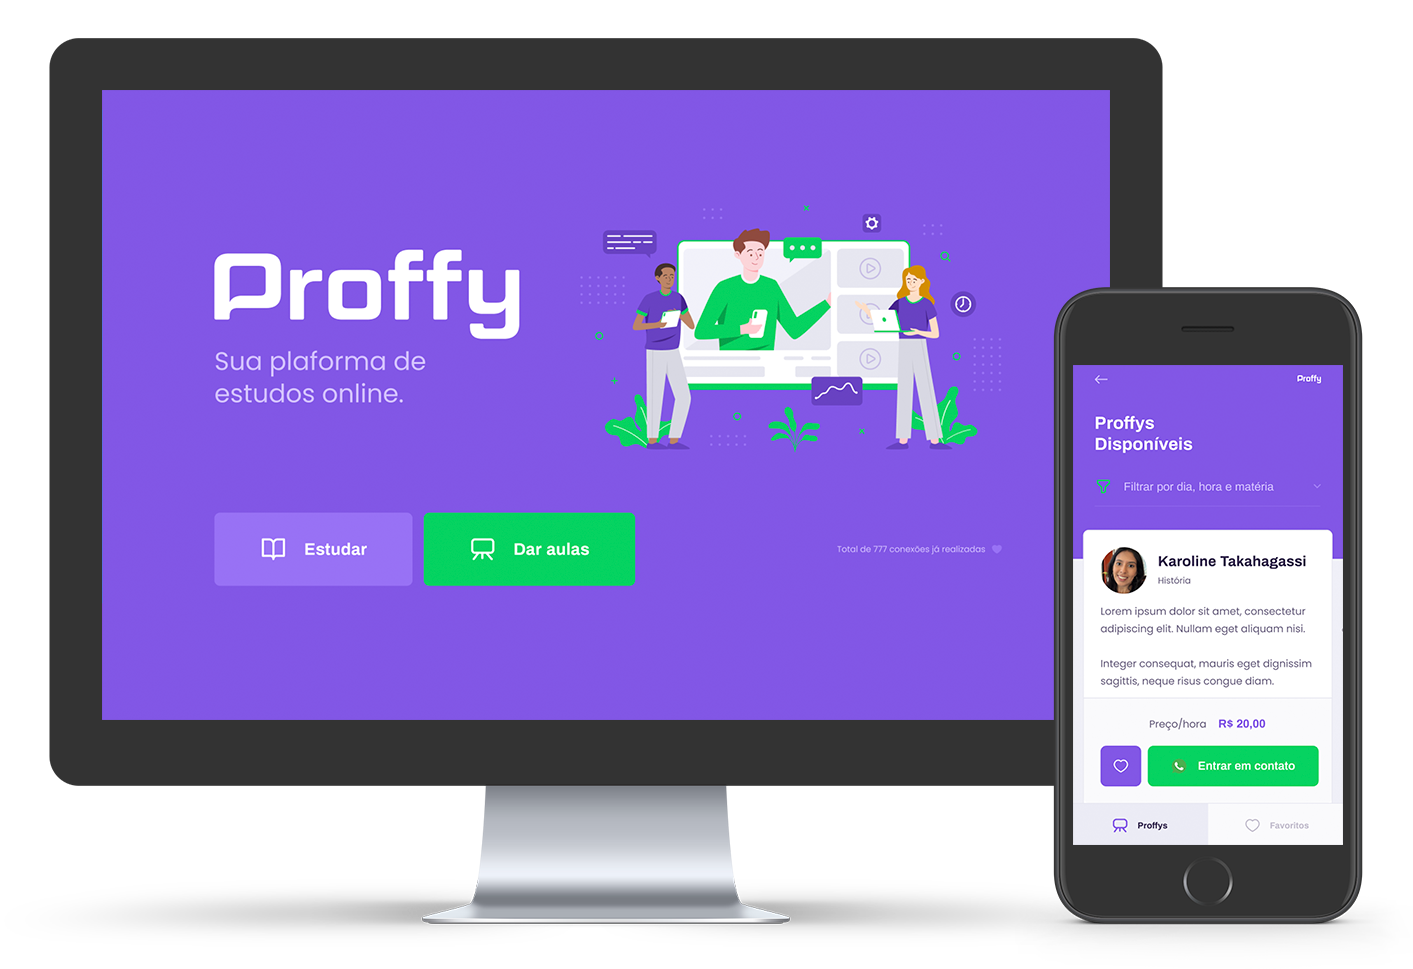 Proffy
Sua plaforma de
estudos online.
Estudar
Dar aulas
Total de 777 conexões já realizadas
Proffy
Proffys
Disponíveis
Filtrar por dia, hora e matéria
Karoline Takahagassi
História
Lorem ipsum dolor sit amet, consectetur
adipiscing elit. Nullam eget aliquam nisi.
Integer consequat, mauris eget dignissim
sagittis, neque risus congue diam.
Preço/hora R$ 20,00
Entrar em contato
Proffys
Favoritos